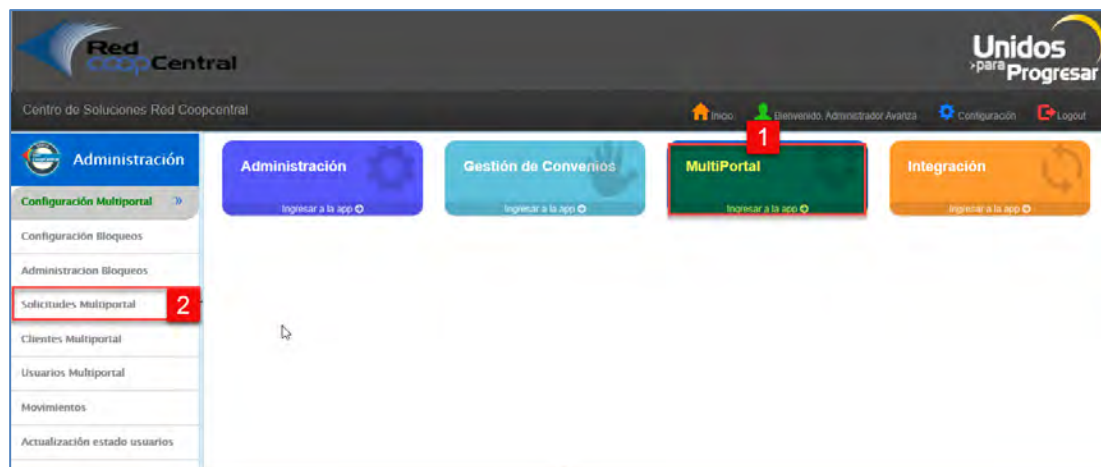 Red
coopCentral
Unidos
>para Progresar
Centro de Soluciones Red Coopcentral
Inicio
Bienvenido, Administrador Avanza
Configuración
Logout
1
Administración
Administración
Ingresar a la app
Gestión de Convenios
Ingresar a la app
MultiPortal
Ingresar a la app
Integración
Ingresar a la app
Configuración Multiportal »
Configuración Bloqueos
Administracion Bloqueos
Solicitudes Multiportal
2
Clientes Multiportal
Usuarios Multiportal
Movimientos
Actualización estado usuarios